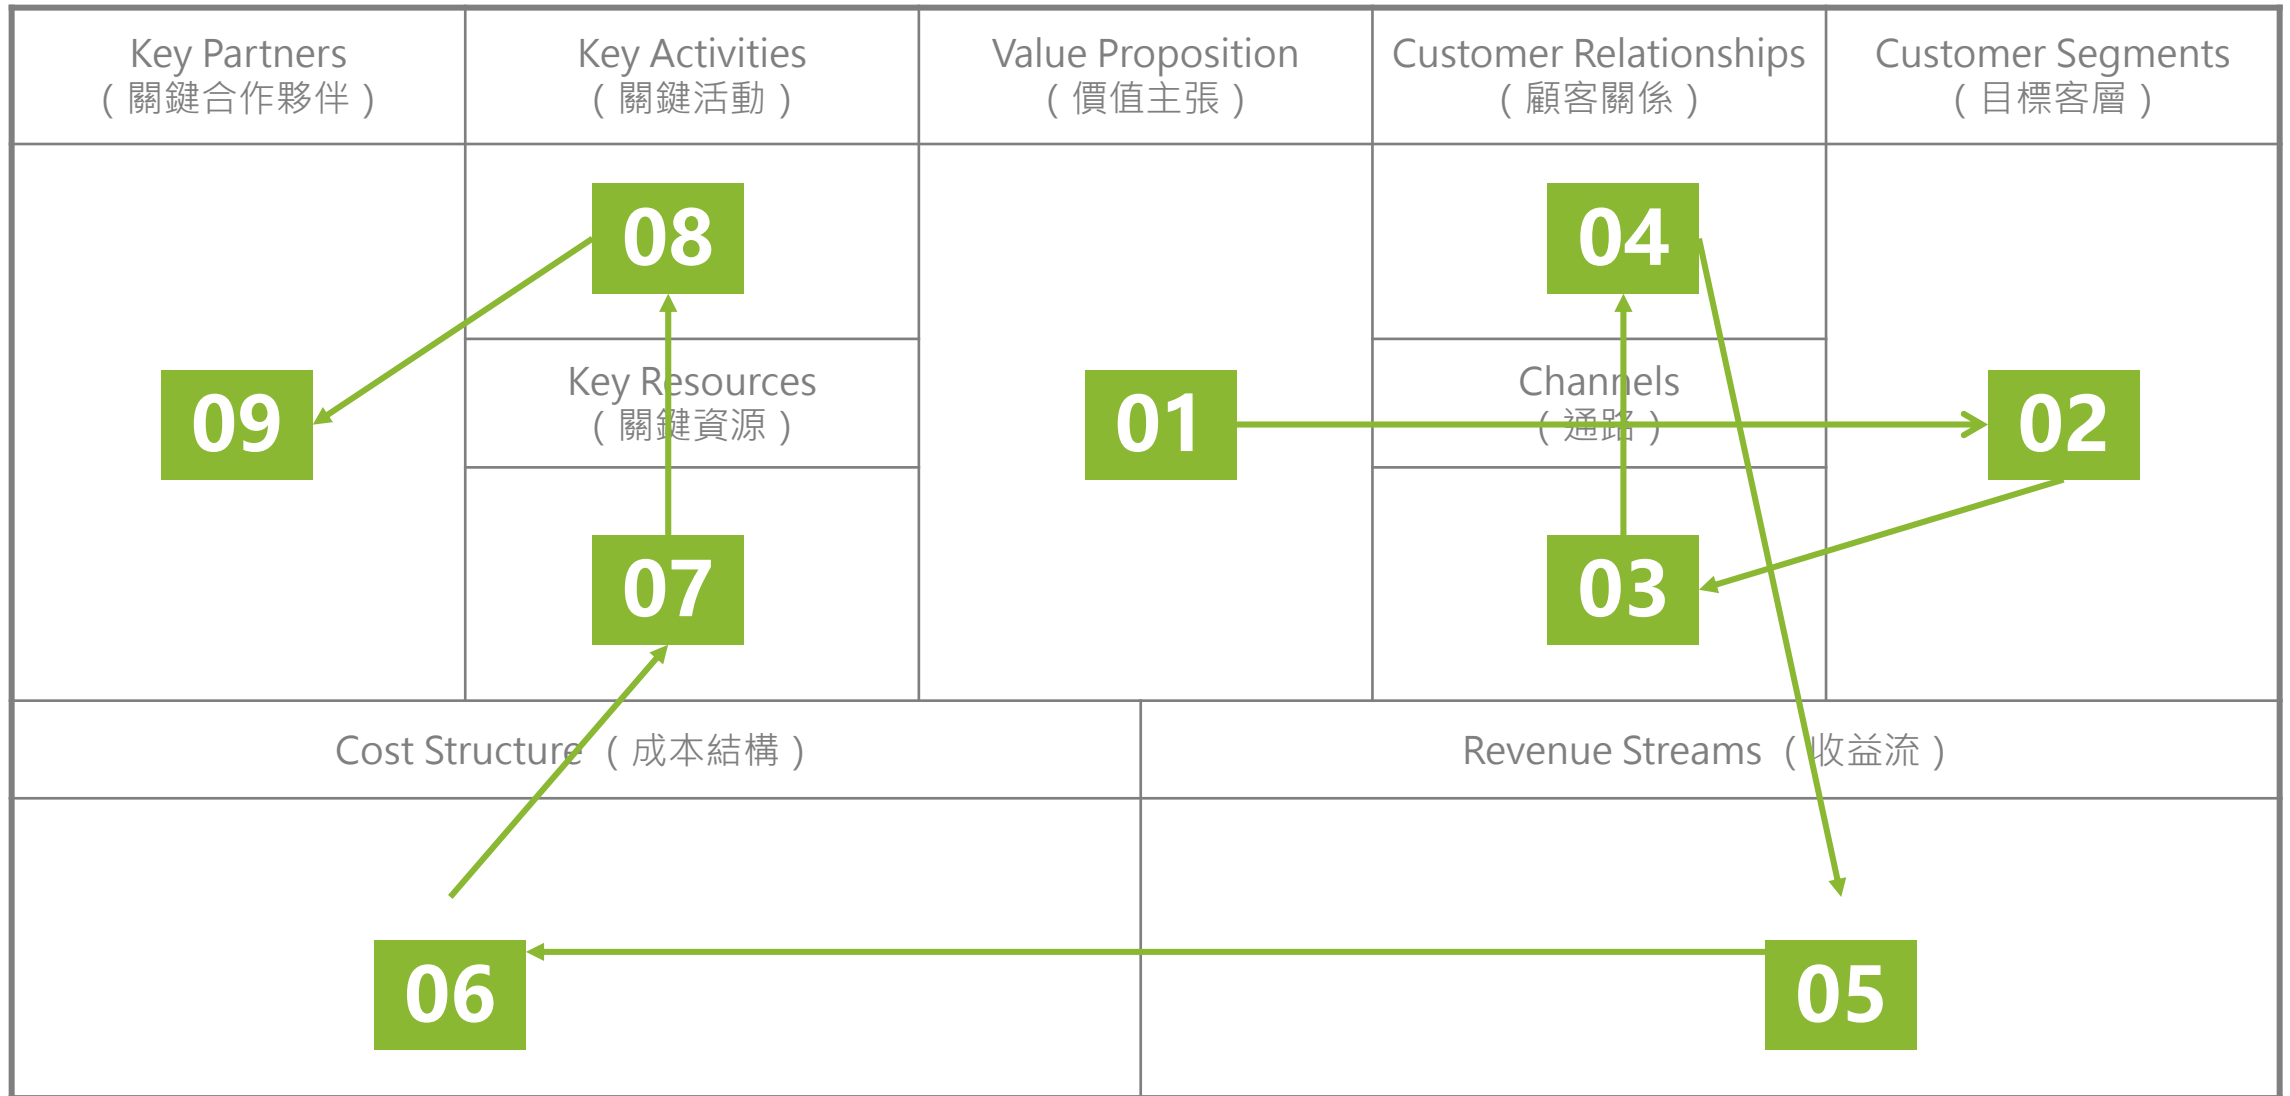 Key Partners
（關鍵合作夥伴）
Key Activities
（關鍵活動）
Value Proposition
（價值主張）
Customer Relationships
（顧客關係）
Customer Segments
（目標客層）
08
04
Key Resources
（關鍵資源）
Channels
（通路）
09
01
02
07
03
Cost Structure （成本結構）
Revenue Streams （收益流）
06
05